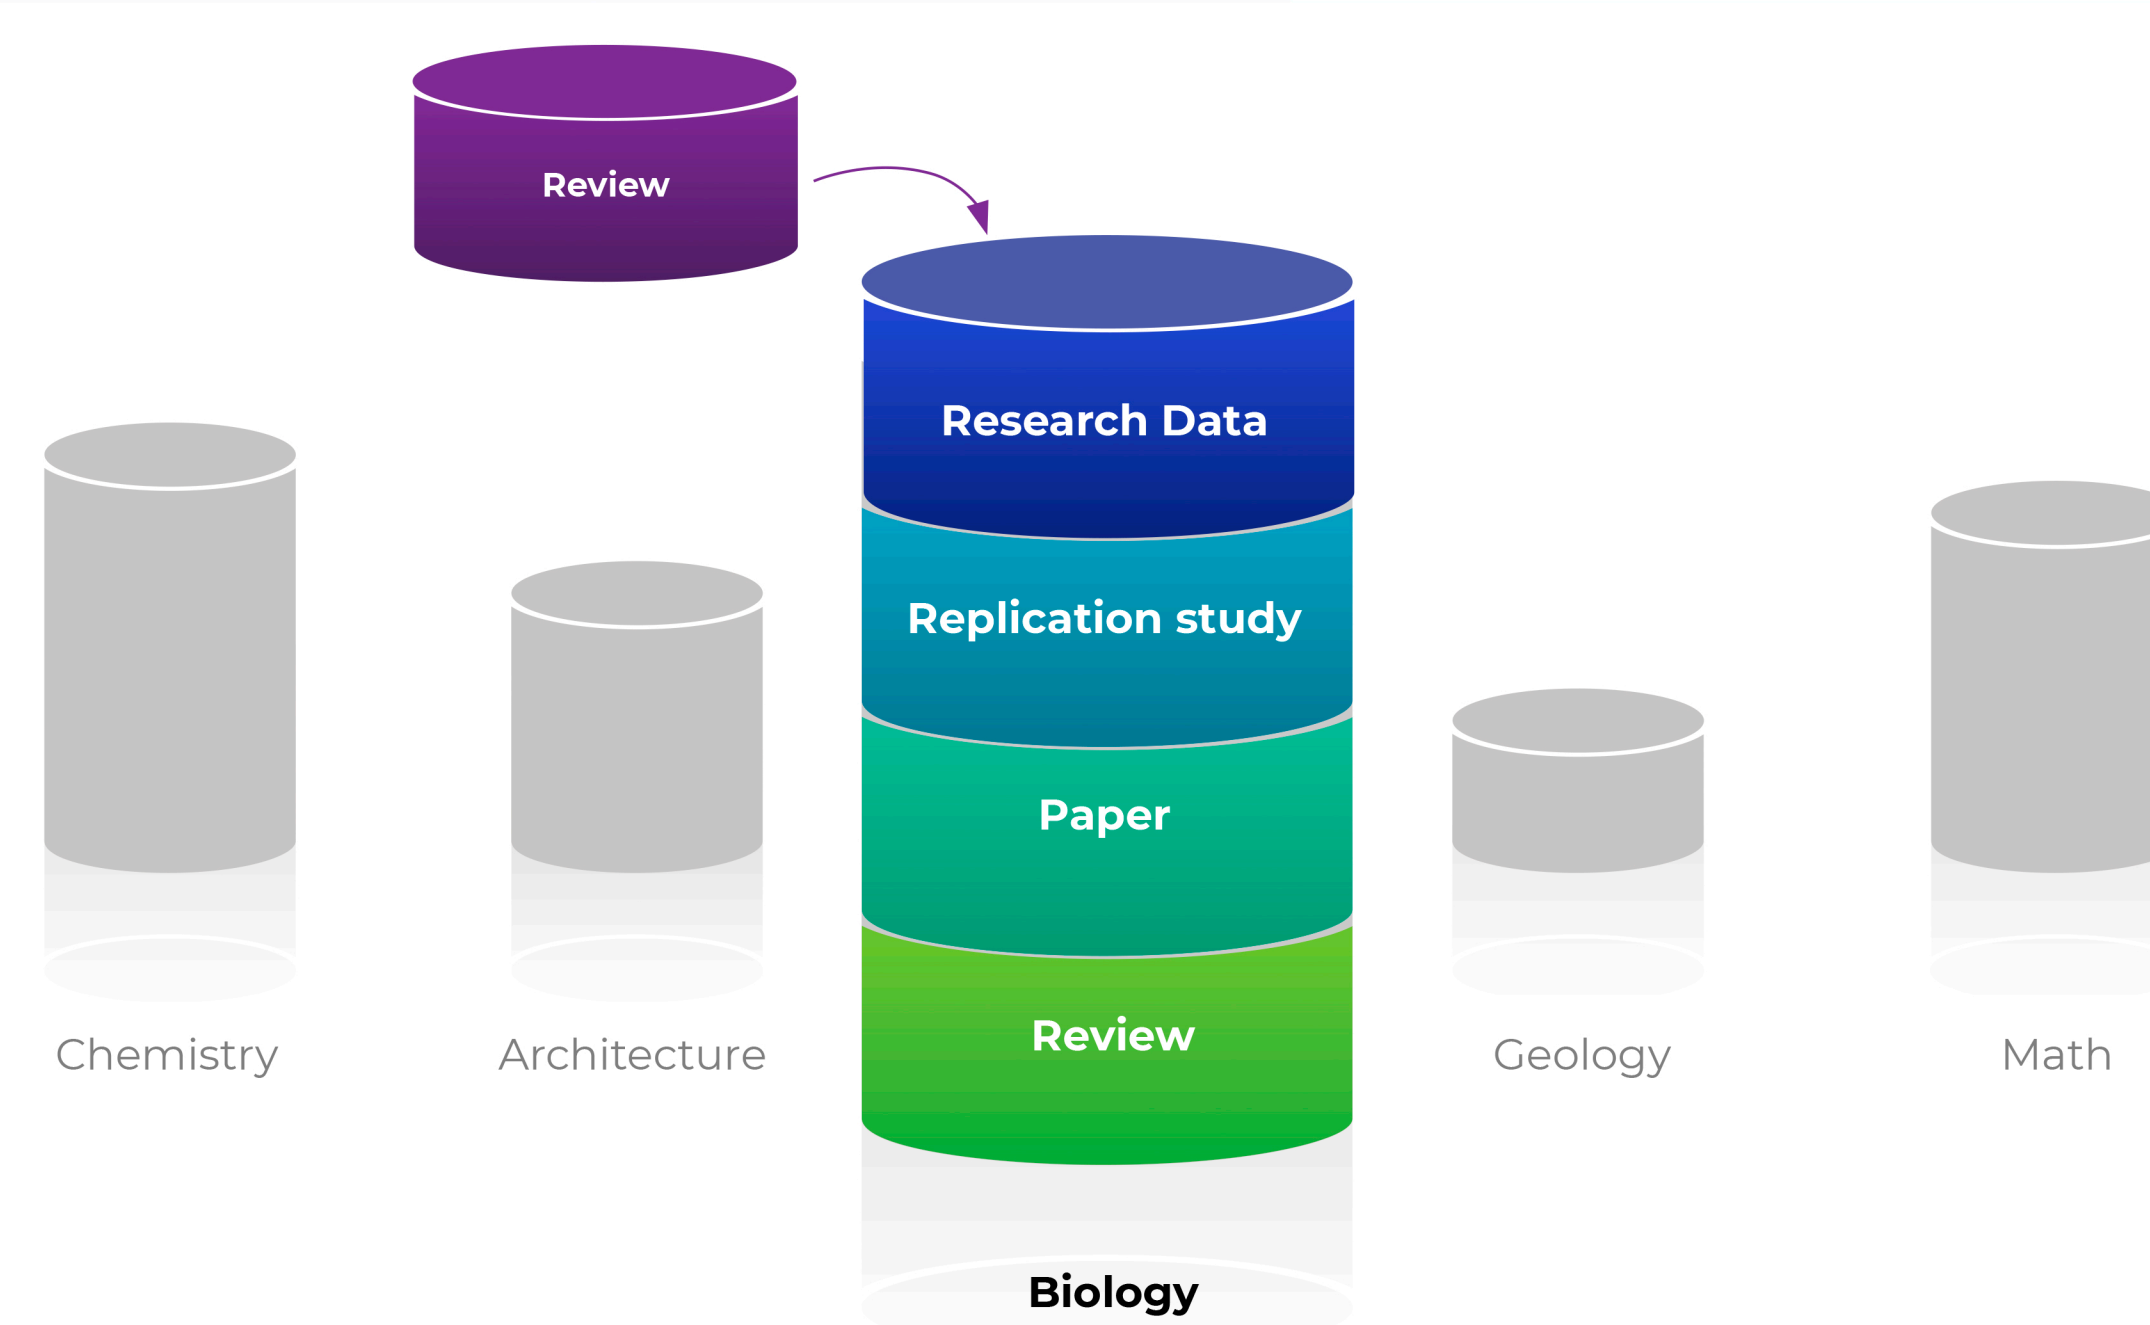 Review
Research Data
Replication study
Paper
Review
Chemistry
Architecture
Geology
Math
Biology